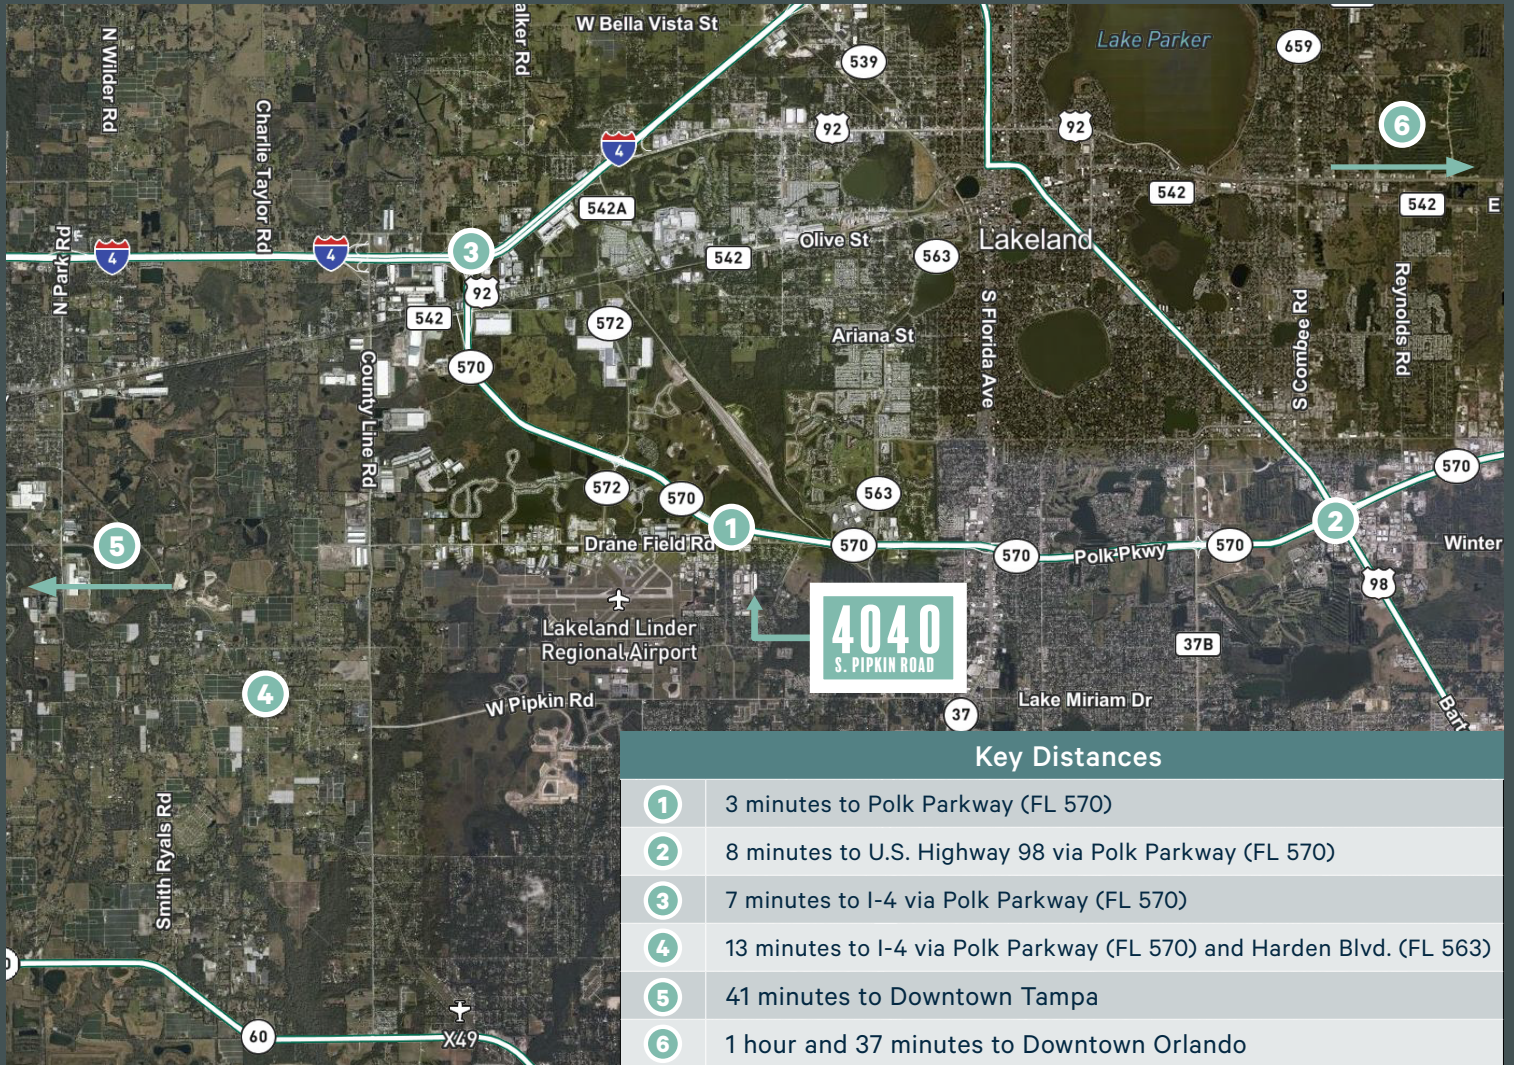 W Bella Vista St
alker Rd
N Wilder Rd
Charlie Taylor Rd
N Park Rd
4
4
4
539
92
92
Lake Parker
659
6
542
542
E
542A
3
92
542
542
Olive St
563
Lakeland
572
570
County Line Rd
Ariana St
S Florida Ave
S Combee Rd
Reynolds Rd
572
570
1
563
570
570
Polk Pkwy
570
2
570
Winter
98
5
Drane Field Rd
Lakeland Linder
Regional Airport
4040
S. PIPKIN ROAD
37B
4
W Pipkin Rd
37
Lake Miriam Dr
Bart
Smith Ryals Rd
60
X49
Key Distances
1 3 minutes to Polk Parkway (FL 570)
2 8 minutes to U.S. Highway 98 via Polk Parkway (FL 570)
3 7 minutes to I-4 via Polk Parkway (FL 570)
4 13 minutes to I-4 via Polk Parkway (FL 570) and Harden Blvd. (FL 563)
5 41 minutes to Downtown Tampa
6 1 hour and 37 minutes to Downtown Orlando